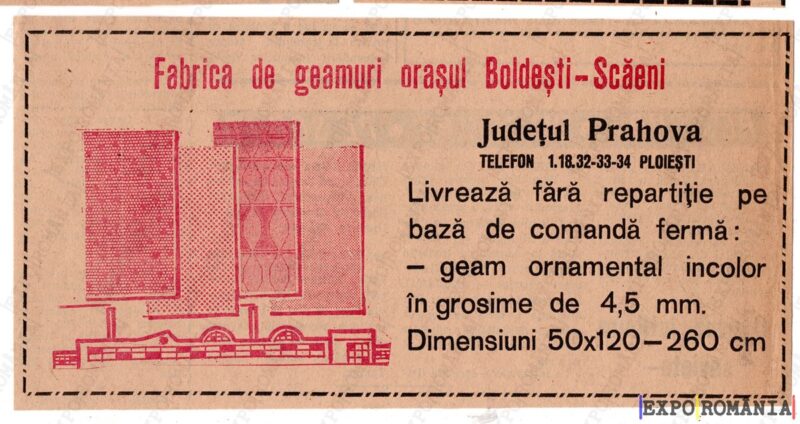 Fabrica de geamuri orașul Boldești-Scăeni
Județul Prahova
TELEFON 1.18.32-33-34 PLOIEȘTI
Livrează fără repartiție pe
bază de comandă fermă:
– geam ornamental incolor
în grosime de 4,5 mm.
Dimensiuni 50x120–260 cm
EXPO ROMÂNIA